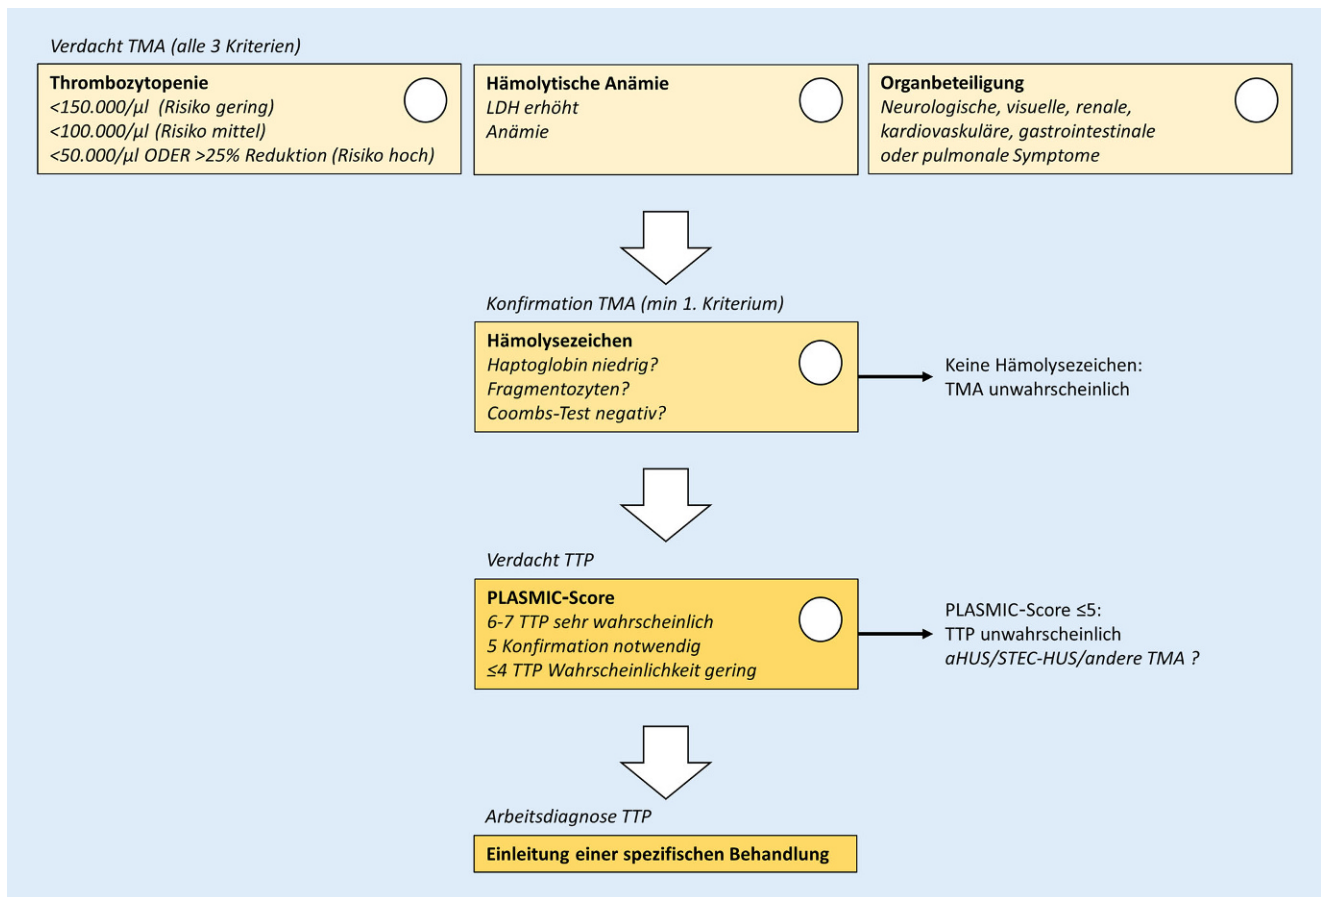 Verdacht TMA (alle 3 Kriterien)
Thrombozytopenie
<150.000/µl  (Risiko gering)
<100.000/µl (Risiko mittel)
<50.000/µl ODER >25% Reduktion (Risiko hoch)
Hämolytische Anämie
LDH erhöht
Anämie
Organbeteiligung
Neurologische, visuelle, renale,
kardiovaskuläre, gastrointestinale
oder pulmonale Symptome
Konfirmation TMA (min 1. Kriterium)
Hämolysezeichen
Haptoglobin niedrig?
Fragmentozyten?
Coombs-Test negativ?
Keine Hämolysezeichen:
TMA unwahrscheinlich
Verdacht TTP
PLASMIC-Score
6-7 TTP sehr wahrscheinlich
5 Konfirmation notwendig
≤4 TTP Wahrscheinlichkeit gering
PLASMIC-Score ≤5:
TTP unwahrscheinlich
aHUS/STEC-HUS/andere TMA ?
Arbeitsdiagnose TTP
Einleitung einer spezifischen Behandlung